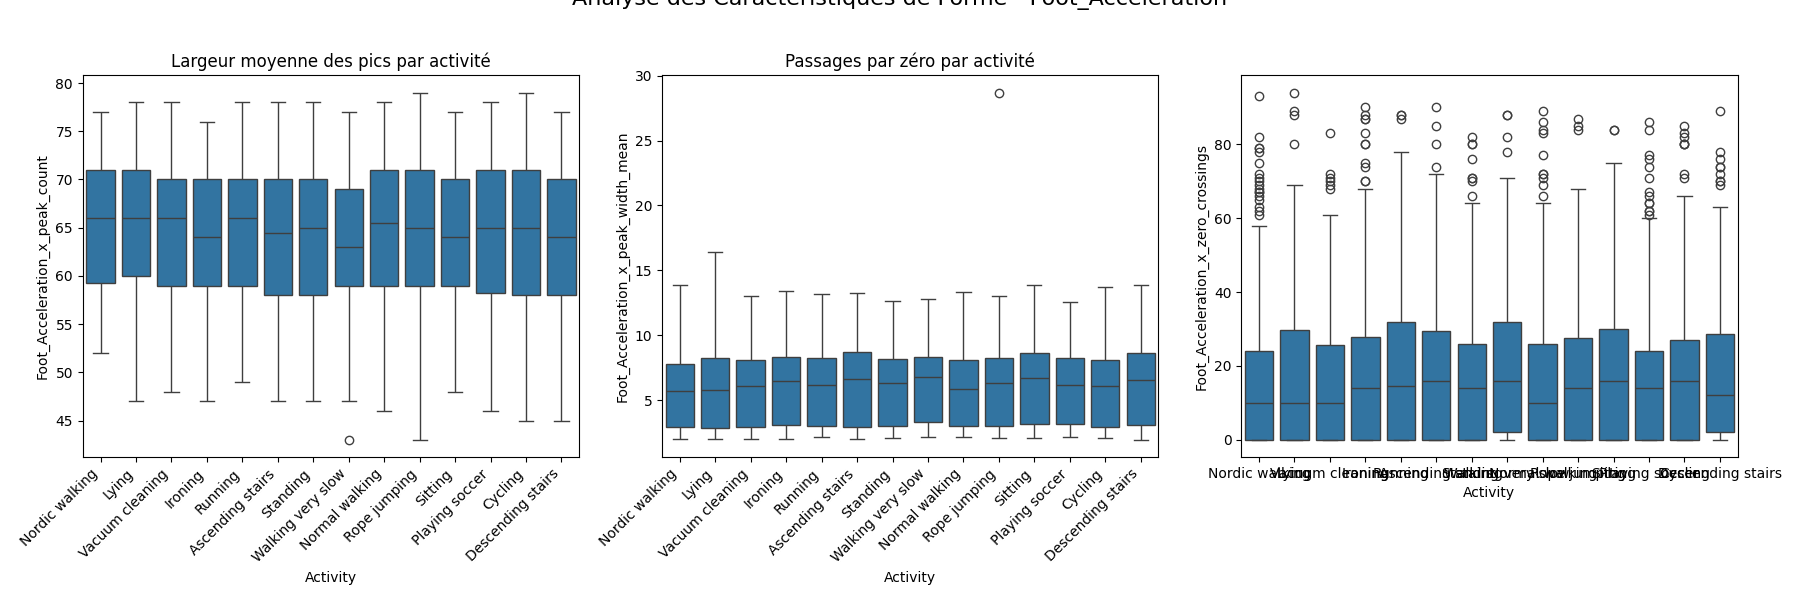 Analyse des Caractéristiques de Forme - Foot_Acceleration
Largeur moyenne des pics par activité
Foot_Acceleration_x_peak_count
80
75
70
65
60
55
50
45
Nordic walking
Lying
Vacuum cleaning
Ironing
Running
Ascending stairs
Standing
Walking very slow
Normal walking
Rope jumping
Sitting
Playing soccer
Cycling
Descending stairs
Activity
Passages par zéro par activité
Foot_Acceleration_x_peak_width_mean
30
25
20
15
10
5
Nordic walking
Lying
Vacuum cleaning
Ironing
Running
Ascending stairs
Standing
Walking very slow
Normal walking
Rope jumping
Sitting
Playing soccer
Cycling
Descending stairs
Activity
Foot_Acceleration_x_zero_crossings
80
60
40
20
0
Nordic walking
Descending stairs
Activity